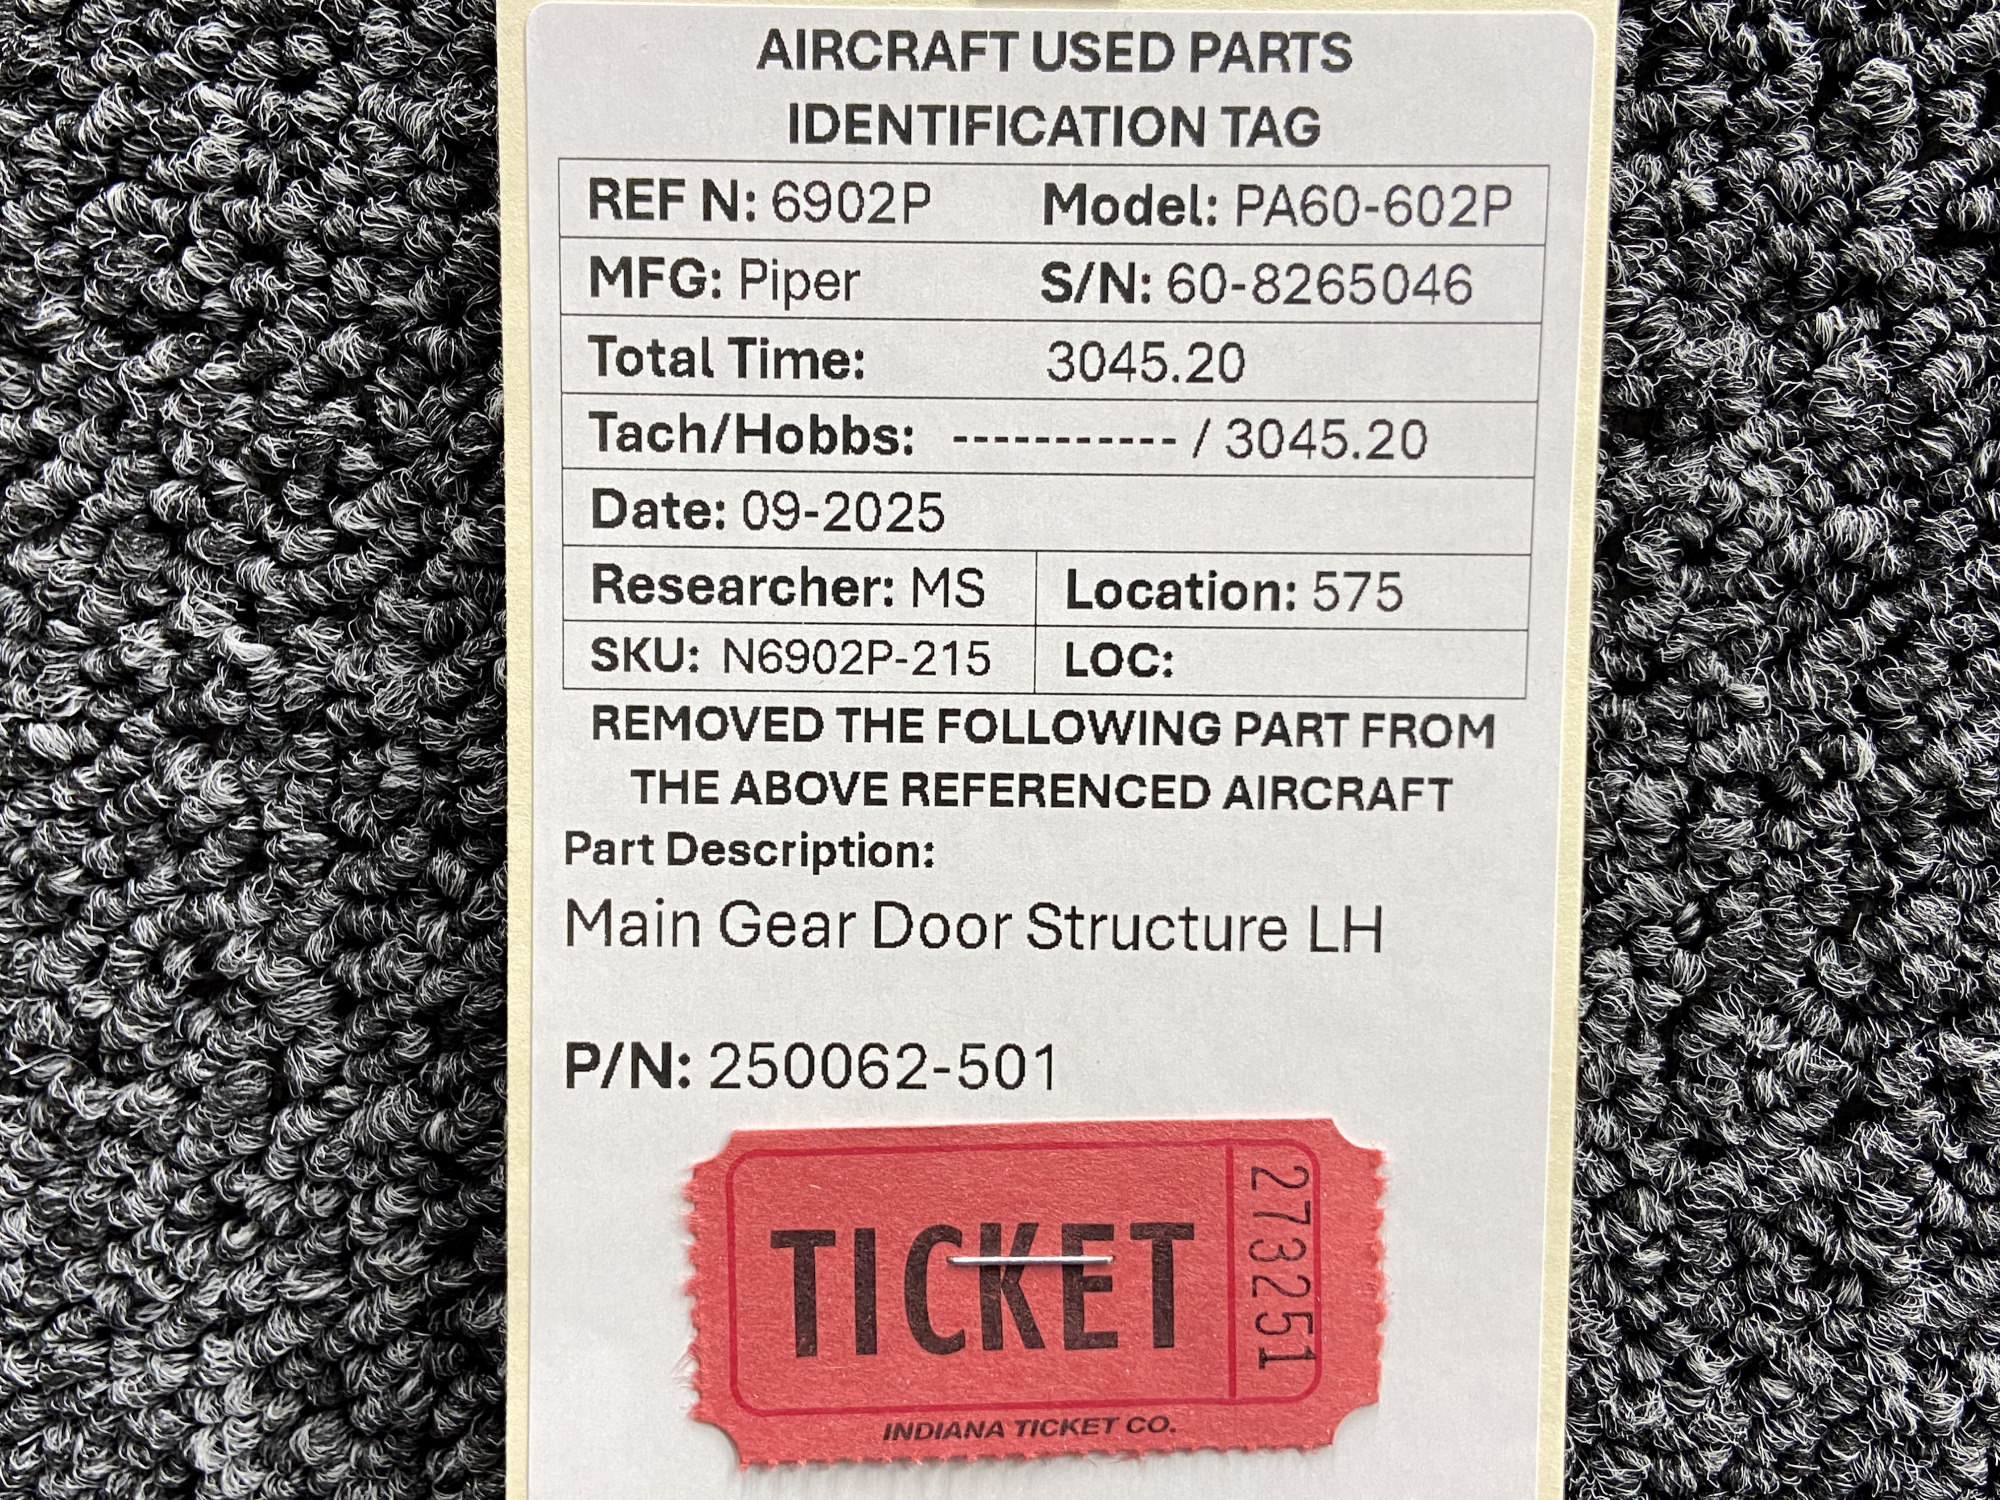 AIRCRAFT USED PARTS
IDENTIFICATION TAG
REF N: 6902P Model: PA60-602P
MFG: Piper S/N: 60-8265046
Total Time: 3045.20
Tach/Hobbs: ----------- / 3045.20
Date: 09-2025
Researcher: MS Location: 575
SKU: N6902P-215 LOC:
REMOVED THE FOLLOWING PART FROM
THE ABOVE REFERENCED AIRCRAFT
Part Description:
Main Gear Door Structure LH
P/N: 250062-501
TICKET
273251
INDIANA TICKET CO.